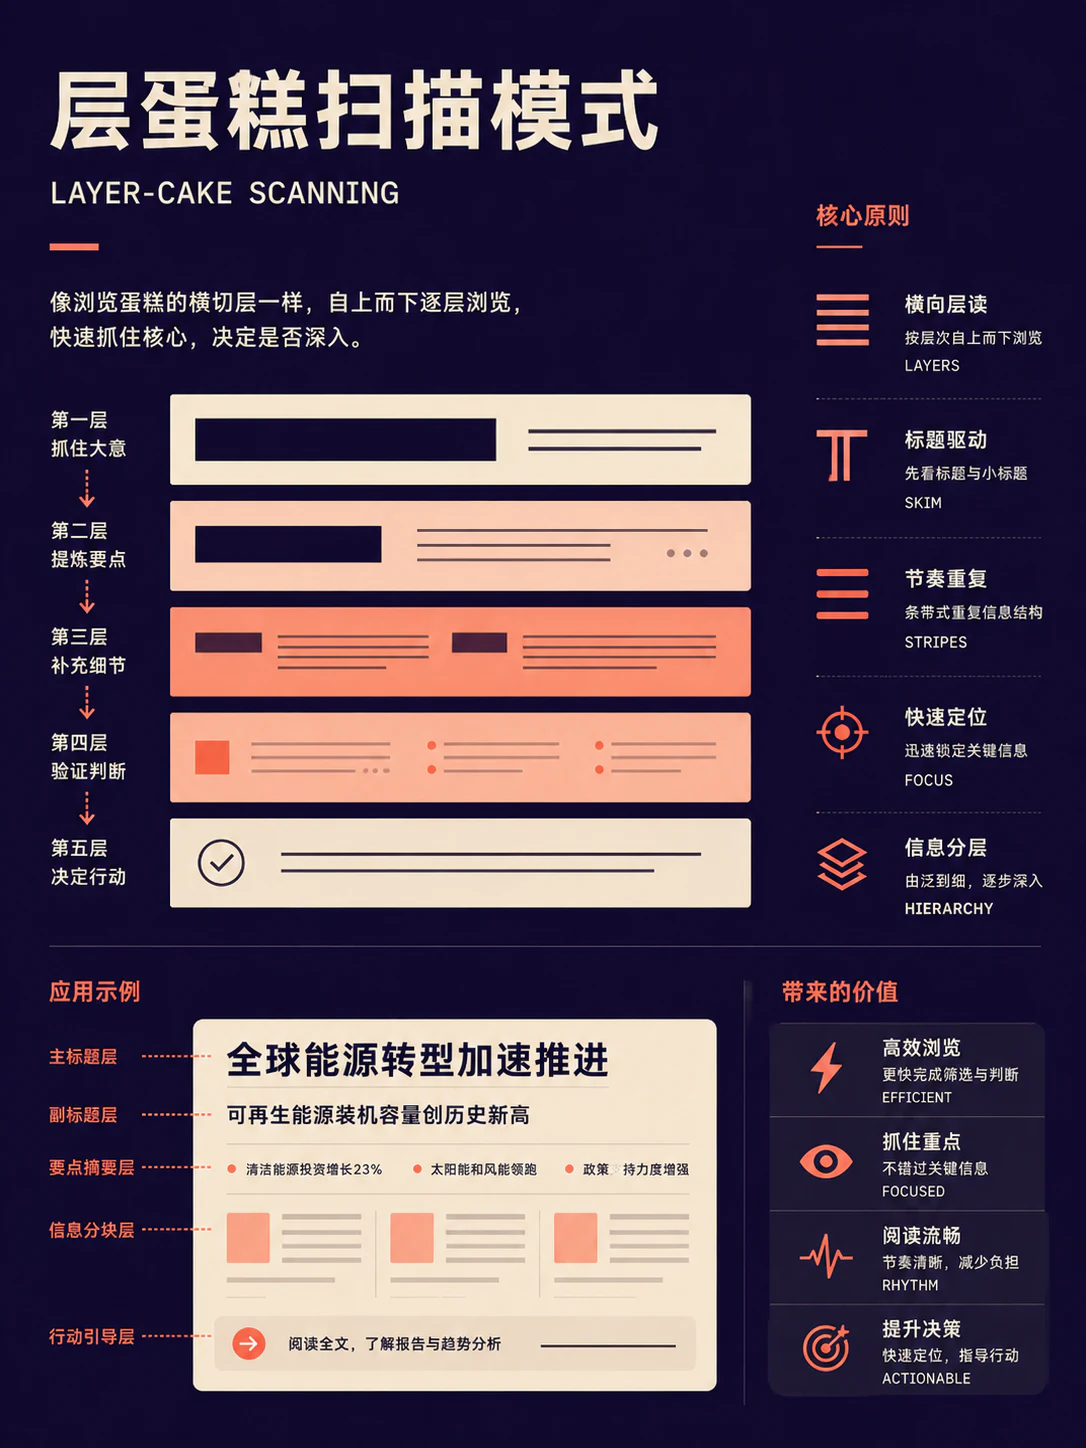 层蛋糕扫描模式
LAYER-CAKE SCANNING
像浏览蛋糕的横切层一样，自上而下逐层浏览，
快速抓住核心，决定是否深入。
第一层
抓住大意
第二层
提炼要点
第三层
补充细节
第四层
验证判断
第五层
决定行动
核心原则
横向层读
按层次自上而下浏览
LAYERS
标题驱动
先看标题与小标题
SKIM
节奏重复
条带式重复信息结构
STRIPES
快速定位
迅速锁定关键信息
FOCUS
信息分层
由泛到细，逐步深入
HIERARCHY
应用示例
主标题层
全球能源转型加速推进
副标题层
可再生能源装机容量创历史新高
要点摘要层
清洁能源投资增长23%
太阳能和风能领跑
政策 持力度增强
信息分块层
行动引导层
阅读全文，了解报告与趋势分析
带来的价值
高效浏览
更快完成筛选与判断
EFFICIENT
抓住重点
不错过关键信息
FOCUSED
阅读流畅
节奏清晰，减少负担
RHYTHM
提升决策
快速定位，指导行动
ACTIONABLE